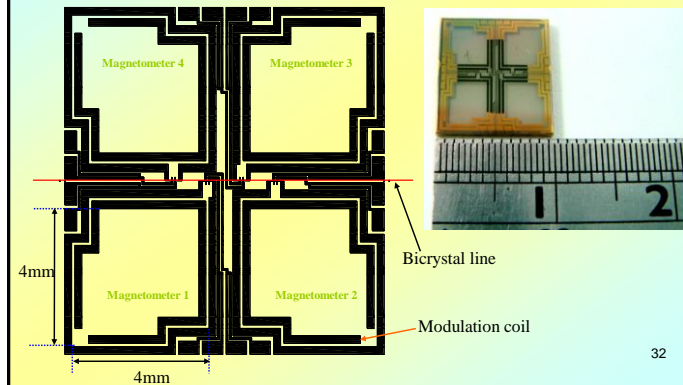 Magnetometer 4
Magnetometer 3
1 2
Bicrystal line
4mm
Magnetometer 1
Magnetometer 2
Modulation coil
4mm
32